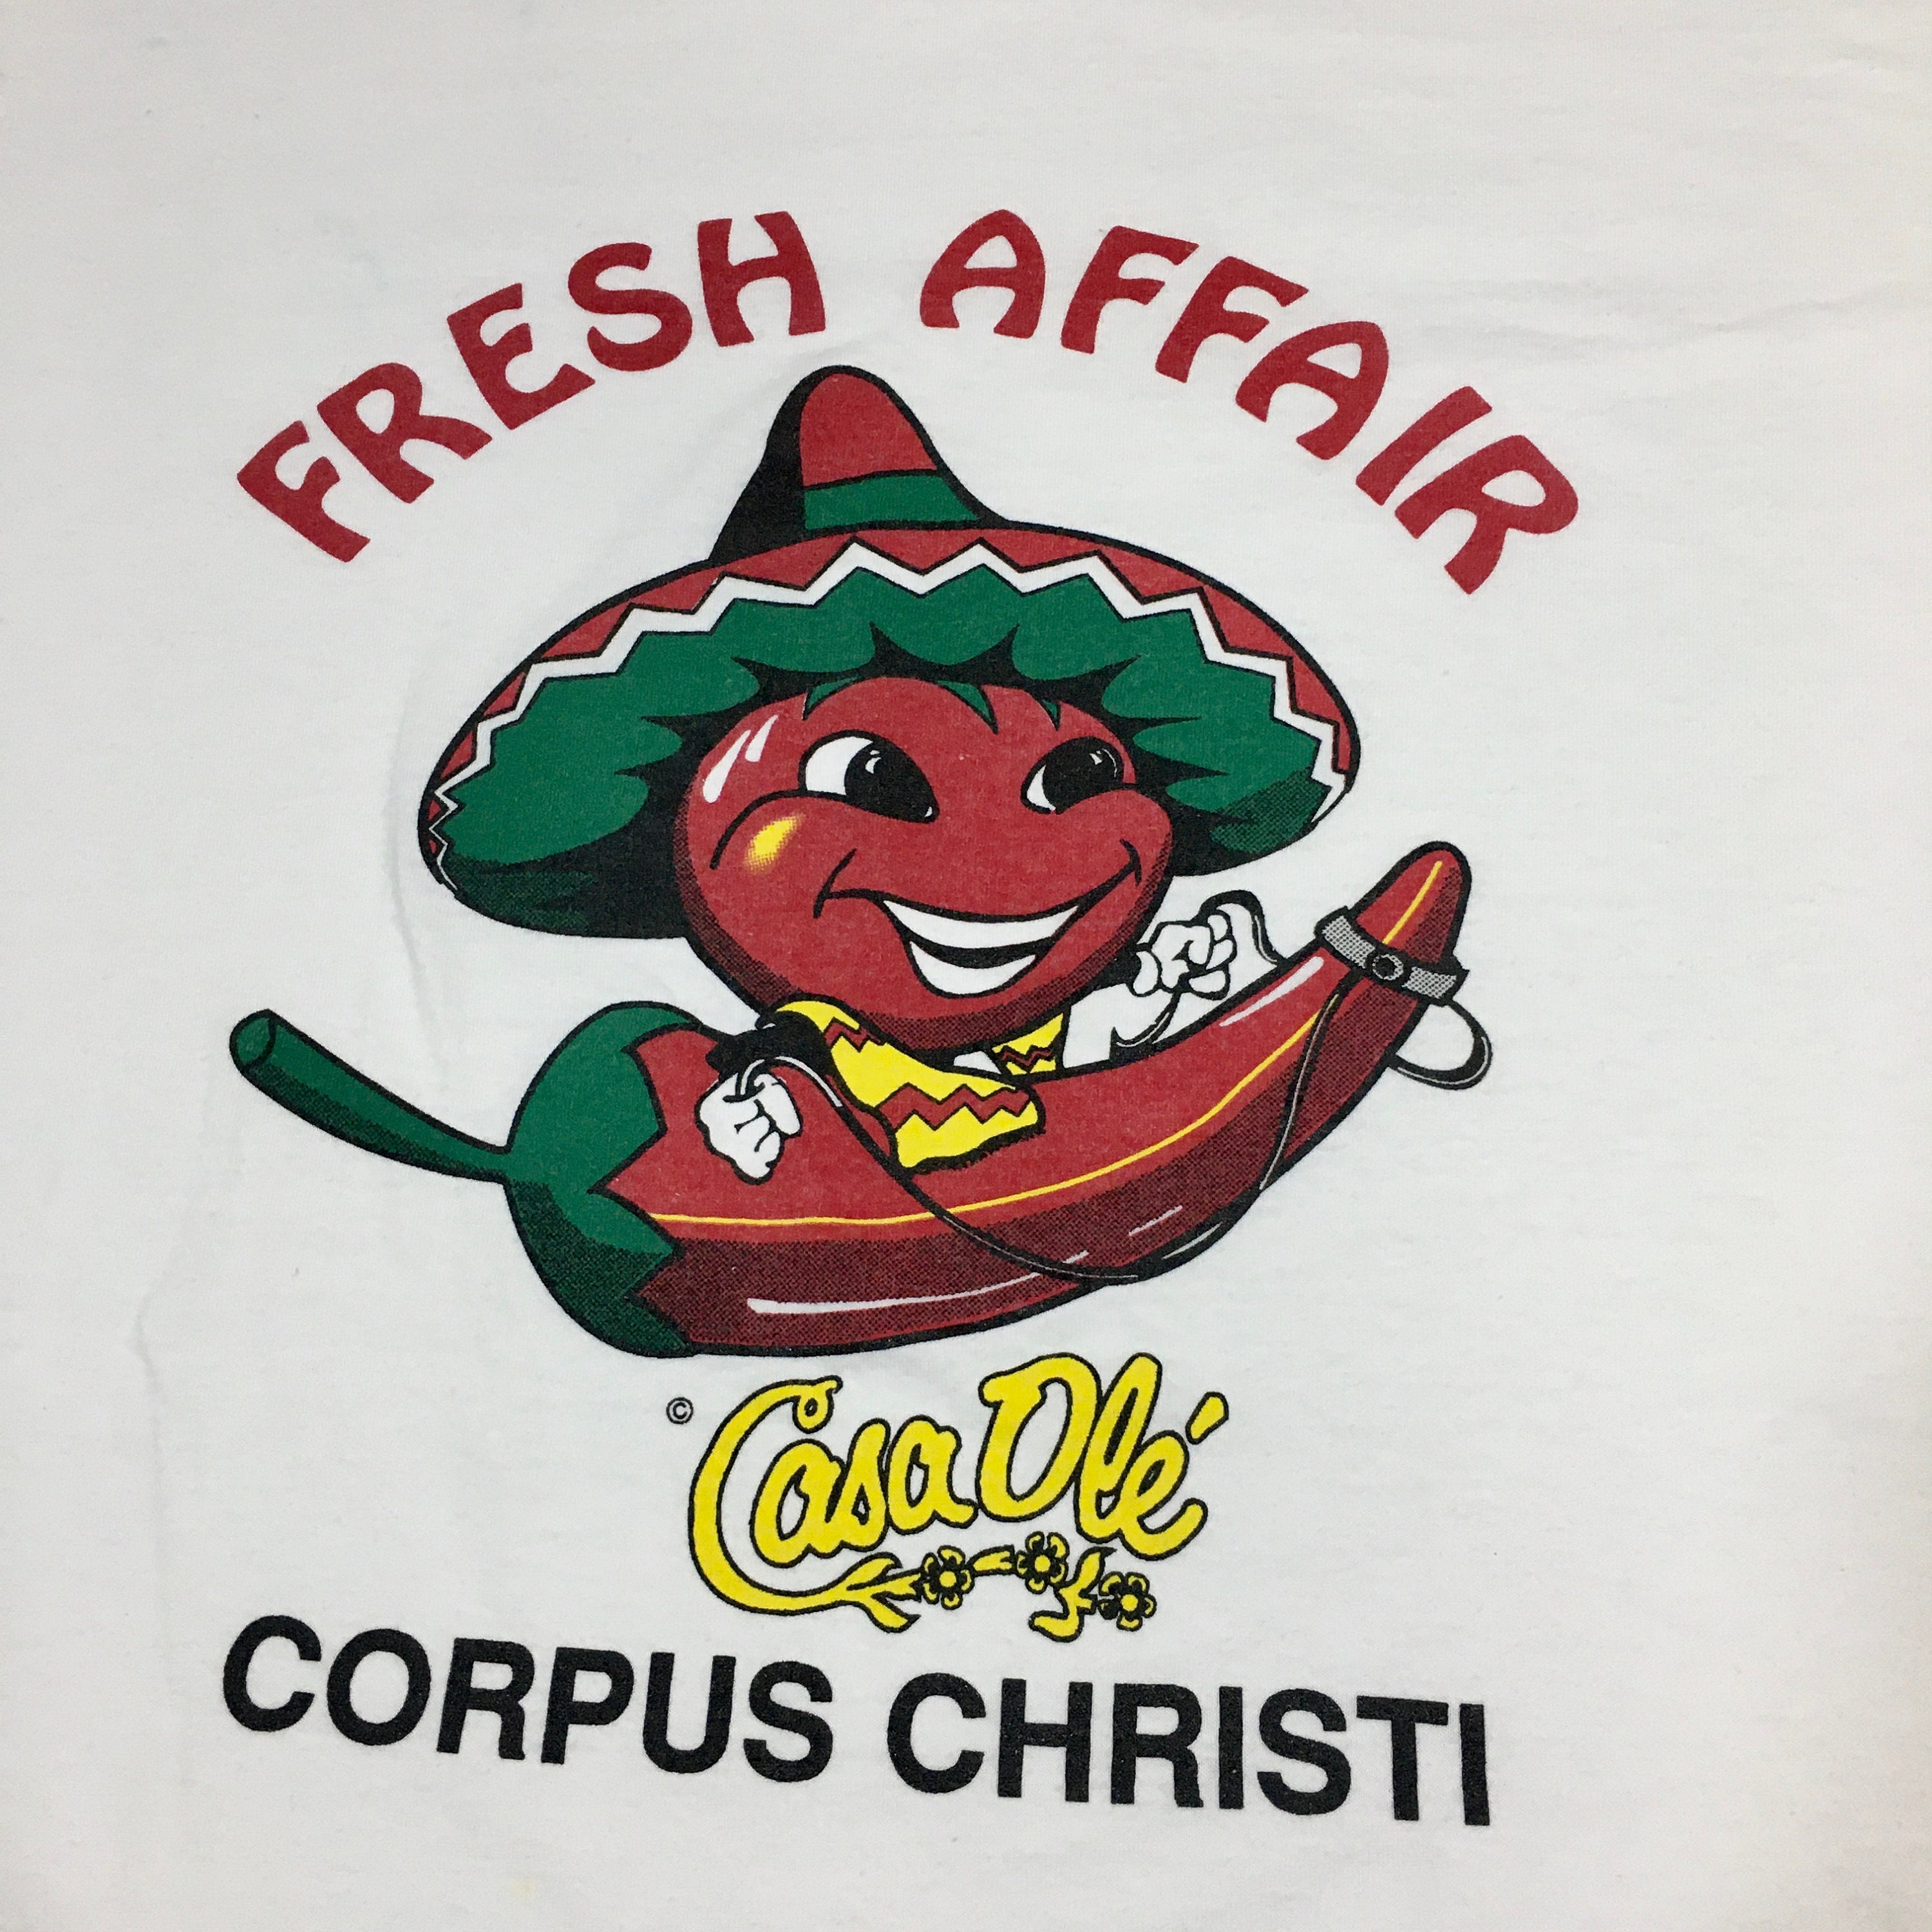 FRESH AFFAIR
© Casa Olé
CORPUS CHRISTI